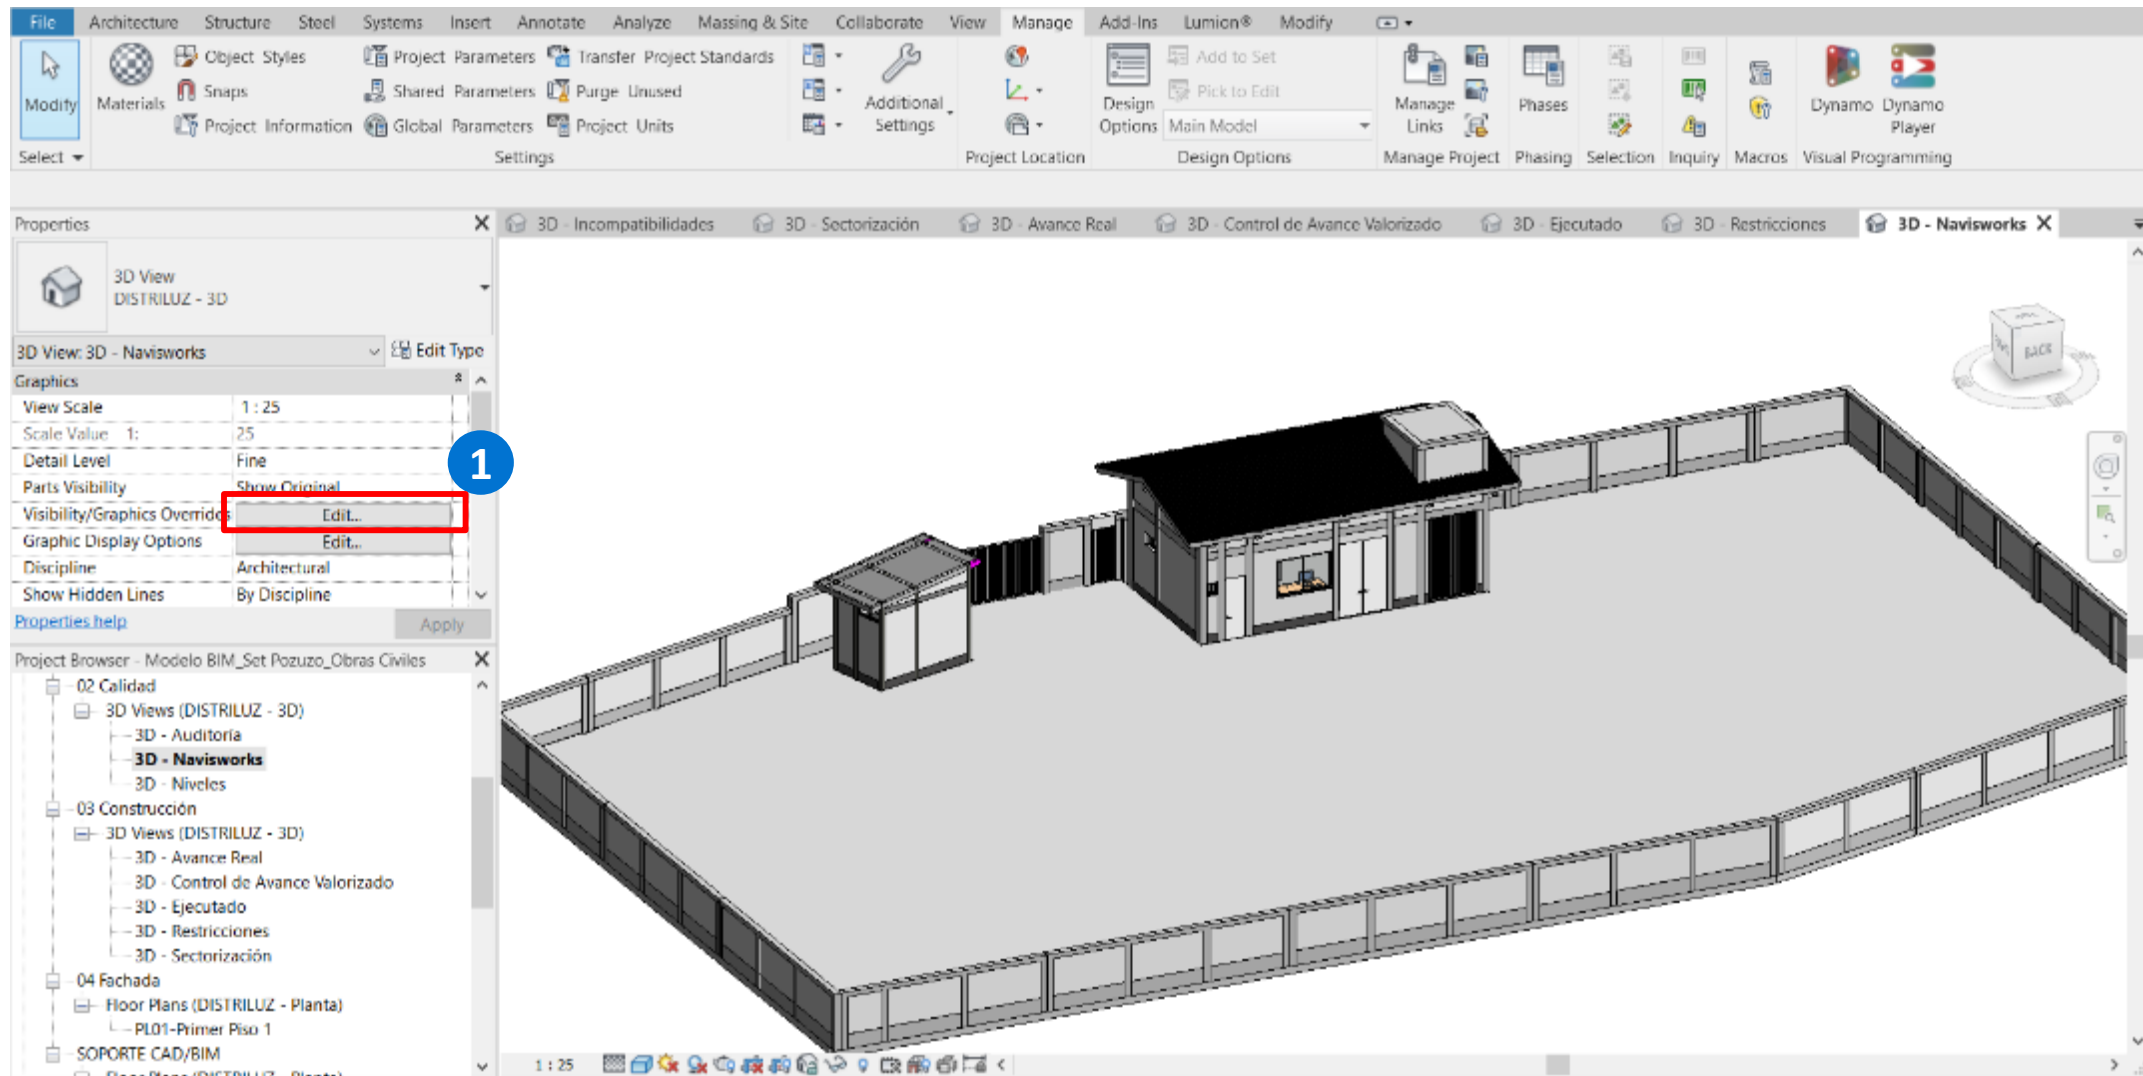 File Architecture Structure Steel Systems Insert Annotate Analyze Massing & Site Collaborate View Manage Add-Ins Lumion® Modify
Object Styles Project Parameters Transfer Project Standards Add to Set
Snaps Shared Parameters Purge Unused Pick to Edit
Modify Materials Additional Settings Design Options Manage Links Phases Dynamo Dynamo Player
Project Information Global Parameters Project Units Main Model
Select Settings Project Location Design Options Manage Project Phasing Selection Inquiry Macros Visual Programming
Properties 3D - Incompatibilidades 3D - Sectorización 3D - Avance Real 3D - Control de Avance Valorizado 3D - Ejecutado 3D - Restricciones 3D - Navisworks
3D View
DISTRILUZ - 3D
3D View: 3D - Navisworks Edit Type
Graphics
View Scale 1 : 25
Scale Value 1: 25
Detail Level Fine
1
Parts Visibility Show Original
Visibility/Graphics Overrides Edit...
Graphic Display Options Edit...
Discipline Architectural
Show Hidden Lines By Discipline
Properties help Apply
BACK
Project Browser - Modelo BIM_Set Pozuzo_Obras Civiles
02 Calidad
3D Views (DISTRILUZ - 3D)
3D - Auditoría
3D - Navisworks
3D - Niveles
03 Construcción
3D Views (DISTRILUZ - 3D)
3D - Avance Real
3D - Control de Avance Valorizado
3D - Ejecutado
3D - Restricciones
3D - Sectorización
04 Fachada
Floor Plans (DISTRILUZ - Planta)
PL01-Primer Piso 1
SOPORTE CAD/BIM
Floor Plans (DISTRILUZ - Planta)
1 : 25